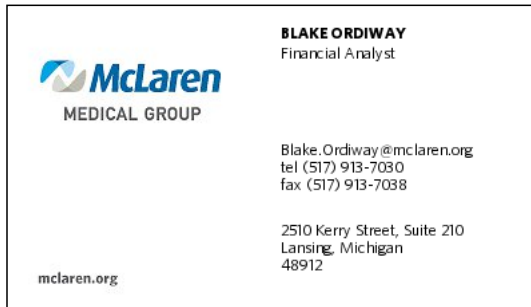 McLaren
MEDICAL GROUP
mclaren.org
BLAKE ORDIWAY
Financial Analyst
Blake.Ordiway@mclaren.org
tel (517) 913-7030
fax (517) 913-7038
2510 Kerry Street, Suite 210
Lansing, Michigan
48912